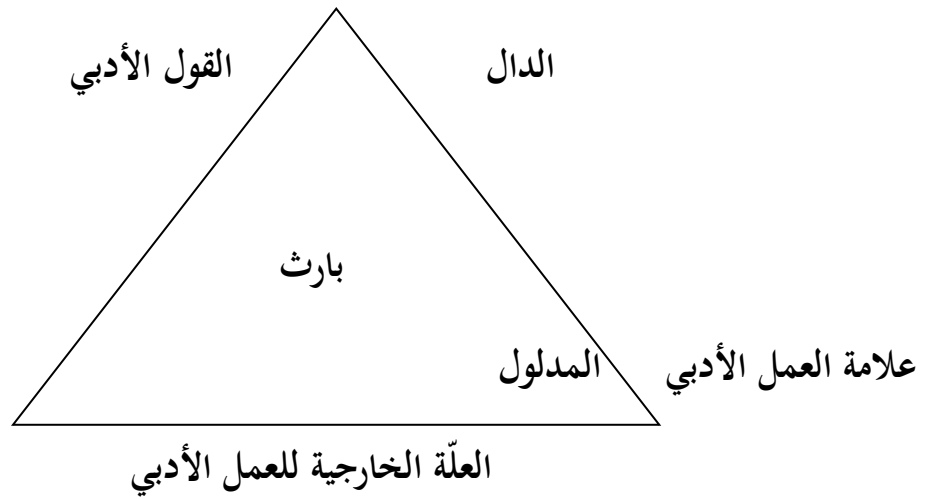 الدال
القول الأدبي
بارث
علامة العمل الأدبي
المدلول
العلّة الخارجية للعمل الأدبي